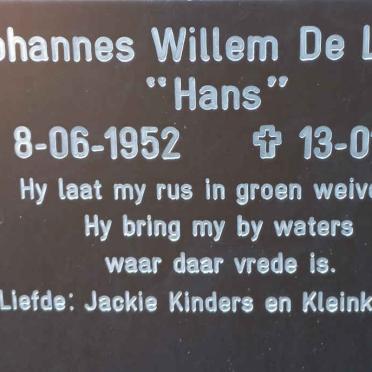 ohannes Willem De L
"Hans"
8-06-1952 ✝ 13-0
Hy laat my rus in groen weive
Hy bring my by waters
waar daar vrede is.
Liefde: Jackie Kinders en Kleink